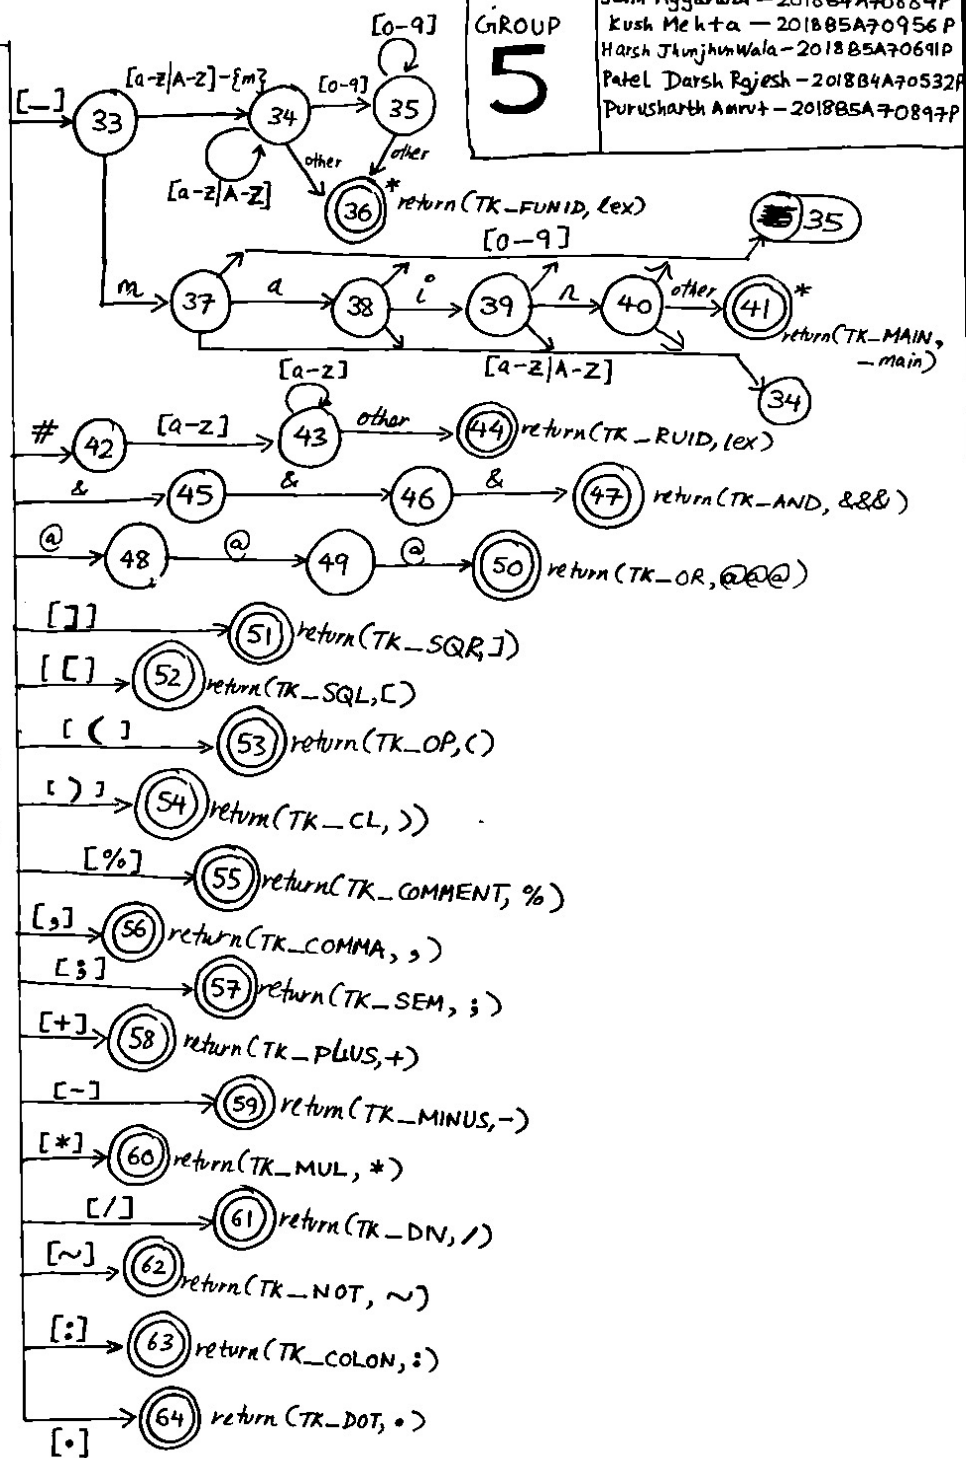 GROUP
5
Kush Mehta — 2018B5A70956P
Harsh Jhunjhunwala – 2018B5A70691P
Patel Darsh Rajesh – 2018B4A70532P
Purusharth Amrut – 2018B5A70897P
[0-9]
[_] 33 [a-z|A-Z]-{m} 34 [0-9] 35
other other
[a-z|A-Z]
36 * return(TK_FUNID, lex)
35
[0-9]
m 37 a 38 i 39 n 40 other 41 *
return(TK_MAIN,
_main)
[a-z|A-Z]
34
[a-z]
# 42 [a-z] 43 other 44 return(TK_RUID, lex)
& 45 & 46 & 47 return(TK_AND, &&&)
@ 48 @ 49 @ 50 return(TK_OR, @@@)
[]] 51 return(TK_SQR, ])
[[] 52 return(TK_SQL, [)
[(] 53 return(TK_OP, ()
[)] 54 return(TK_CL, ))
[%] 55 return(TK_COMMENT, %)
[,] 56 return(TK_COMMA, ,)
[;] 57 return(TK_SEM, ;)
[+] 58 return(TK_PLUS, +)
[-] 59 return(TK_MINUS, -)
[*] 60 return(TK_MUL, *)
[/] 61 return(TK_DIV, /)
[~] 62 return(TK_NOT, ~)
[:] 63 return(TK_COLON, :)
[.] 64 return(TK_DOT, .)